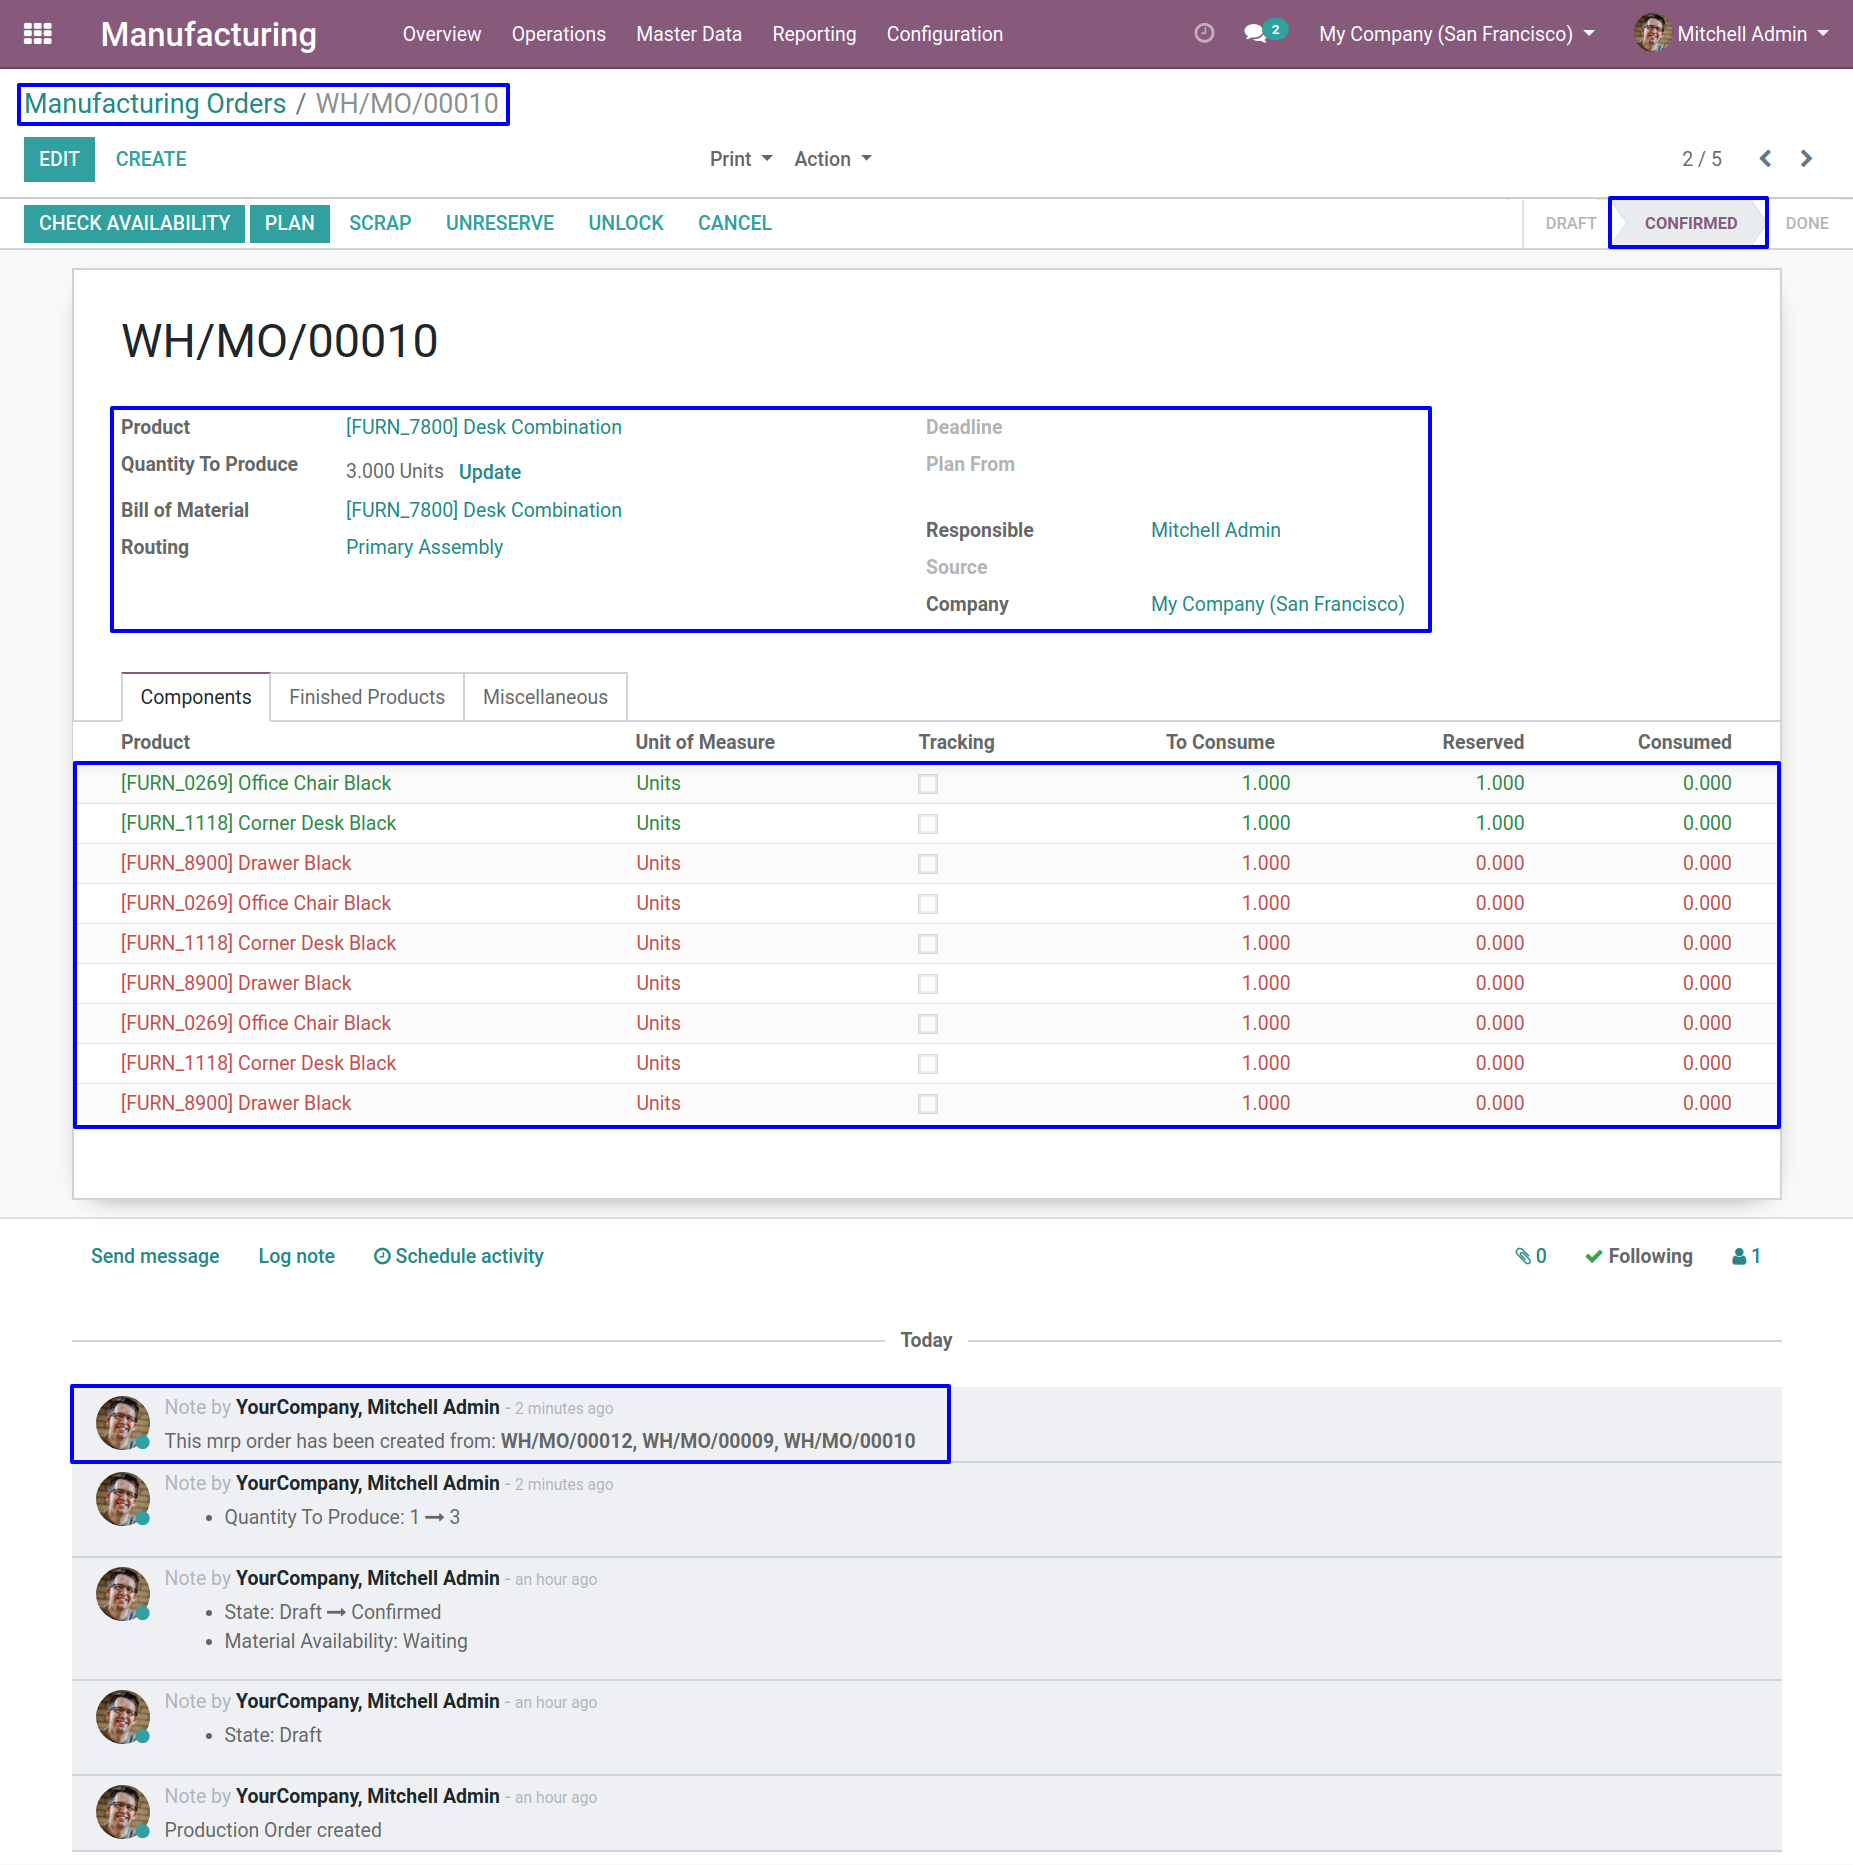 Manufacturing Overview Operations Master Data Reporting Configuration 2 My Company (San Francisco) Mitchell Admin
Manufacturing Orders / WH/MO/00010
EDIT CREATE Print Action 2 / 5
CHECK AVAILABILITY PLAN SCRAP UNRESERVE UNLOCK CANCEL DRAFT CONFIRMED DONE
WH/MO/00010
Product [FURN_7800] Desk Combination Deadline
Quantity To Produce 3.000 Units Update Plan From
Bill of Material [FURN_7800] Desk Combination
Responsible Mitchell Admin
Routing Primary Assembly
Source
Company My Company (San Francisco)
Components Finished Products Miscellaneous
Product Unit of Measure Tracking To Consume Reserved Consumed
[FURN_0269] Office Chair Black Units 1.000 1.000 0.000
[FURN_1118] Corner Desk Black Units 1.000 1.000 0.000
[FURN_8900] Drawer Black Units 1.000 0.000 0.000
[FURN_0269] Office Chair Black Units 1.000 0.000 0.000
[FURN_1118] Corner Desk Black Units 1.000 0.000 0.000
[FURN_8900] Drawer Black Units 1.000 0.000 0.000
[FURN_0269] Office Chair Black Units 1.000 0.000 0.000
[FURN_1118] Corner Desk Black Units 1.000 0.000 0.000
[FURN_8900] Drawer Black Units 1.000 0.000 0.000
Send message Log note Schedule activity 0 Following 1
Today
Note by YourCompany, Mitchell Admin - 2 minutes ago
This mrp order has been created from: WH/MO/00012, WH/MO/00009, WH/MO/00010
Note by YourCompany, Mitchell Admin - 2 minutes ago
• Quantity To Produce: 1 → 3
Note by YourCompany, Mitchell Admin - an hour ago
• State: Draft → Confirmed
• Material Availability: Waiting
Note by YourCompany, Mitchell Admin - an hour ago
• State: Draft
Note by YourCompany, Mitchell Admin - an hour ago
Production Order created